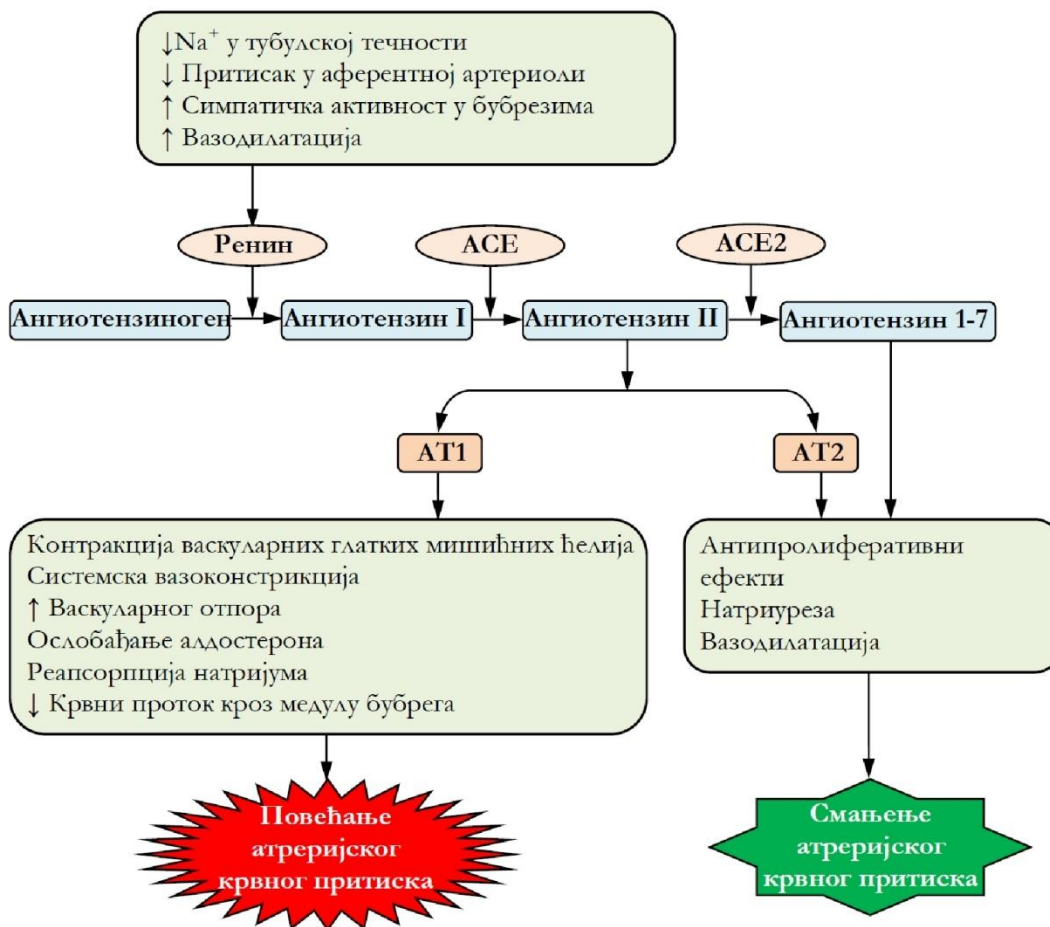 ↓Na⁺ у тубулској течности
↓ Притисак у аферентној артериоли
↑ Симпатичка активност у бубрезима
↑ Вазодилатација
Ренин
ACE
ACE2
Ангиотензиноген
Ангиотензин I
Ангиотензин II
Ангиотензин 1-7
AT1
AT2
Контракција васкуларних глатких мишићних ћелија
Системска вазоконстрикција
↑ Васкуларног отпора
Ослобађање алдостерона
Реапсорпција натријума
↓ Крвни проток кроз медулу бубрега
Антипролиферативни
ефекти
Натриуреза
Вазодилатација
Повећање
атреријског
крвног притиска
Смањење
атреријског
крвног притиска